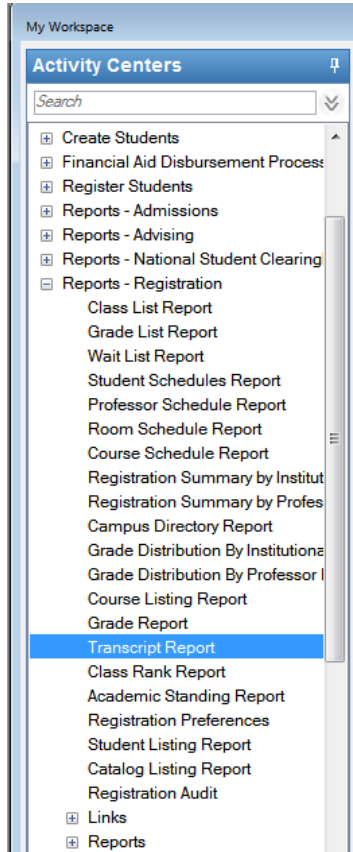 My Workspace
Activity Centers
Search
Create Students
Financial Aid Disbursement Process
Register Students
Reports - Admissions
Reports - Advising
Reports - National Student Clearing
Reports - Registration
Class List Report
Grade List Report
Wait List Report
Student Schedules Report
Professor Schedule Report
Room Schedule Report
Course Schedule Report
Registration Summary by Institut
Registration Summary by Profes
Campus Directory Report
Grade Distribution By Institutiona
Grade Distribution By Professor I
Course Listing Report
Grade Report
Transcript Report
Class Rank Report
Academic Standing Report
Registration Preferences
Student Listing Report
Catalog Listing Report
Registration Audit
Links
Reports